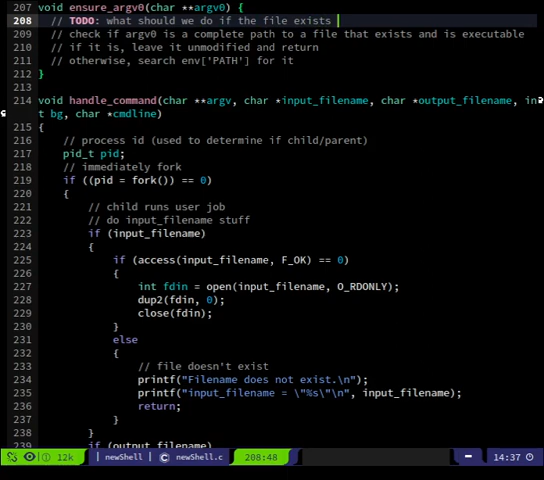 207 void ensure_argv0(char **argv) {
208 // TODO: what should we do if the file exists
209 // check if argv0 is a complete path to a file that exists and is executable
210 // if it is, leave it unmodified and return
211 // otherwise, search env['PATH'] for it
212 }
213
214 void handle_command(char **argv, char *input_filename, char *output_filename, in
t bg, char *cmdline)
215 {
216 // process id (used to determine if child/parent)
217 pid_t pid;
218 // immediately fork
219 if ((pid = fork()) == 0)
220 {
221 // child runs user job
222 // do input_filename stuff
223 if (input_filename)
224 {
225 if (access(input_filename, F_OK) == 0)
226 {
227 int fdin = open(input_filename, O_RDONLY);
228 dup2(fdin, 0);
229 close(fdin);
230 }
231 else
232 {
233 // file doesn't exist
234 printf("Filename does not exist.\n");
235 printf("input_filename = \"%s\"\n", input_filename);
236 return;
237 }
238 }
239 if (output_filename)
12k | newShell | C newShell.c 208:48 14:37